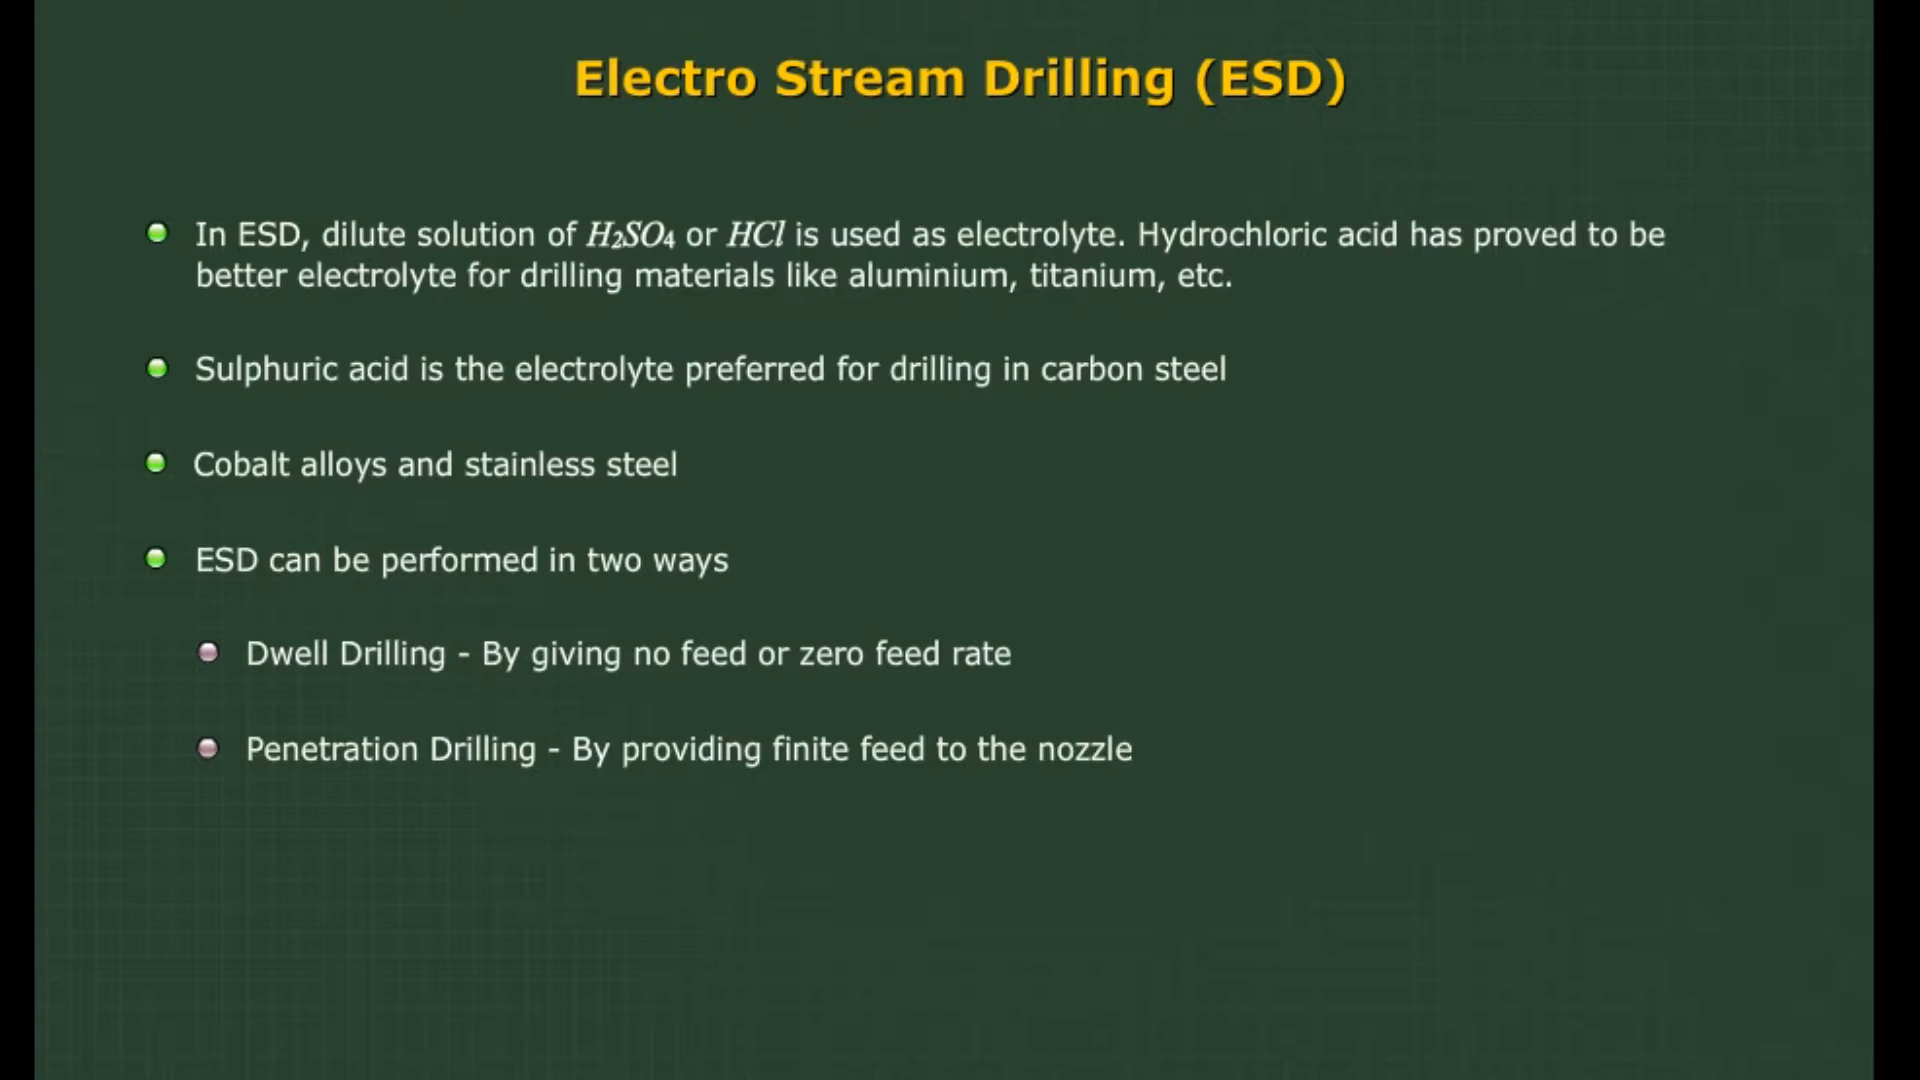 Electro Stream Drilling (ESD)
In ESD, dilute solution of H₂SO₄ or HCl is used as electrolyte. Hydrochloric acid has proved to be
better electrolyte for drilling materials like aluminium, titanium, etc.
Sulphuric acid is the electrolyte preferred for drilling in carbon steel
Cobalt alloys and stainless steel
ESD can be performed in two ways
Dwell Drilling - By giving no feed or zero feed rate
Penetration Drilling - By providing finite feed to the nozzle